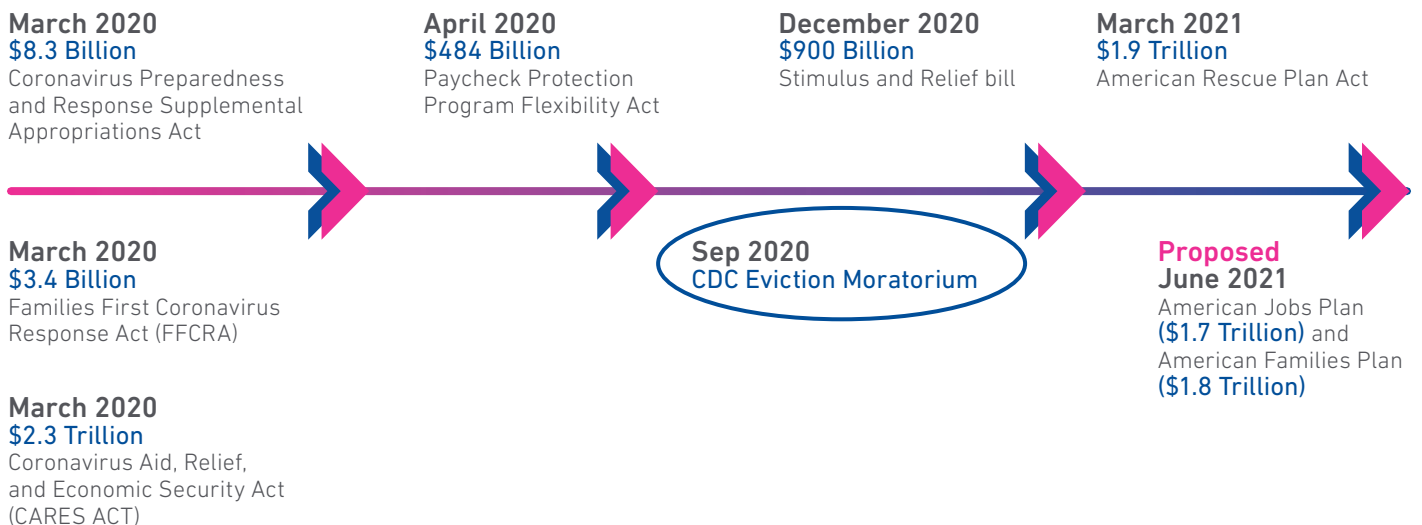 March 2020
$8.3 Billion
Coronavirus Preparedness
and Response Supplemental
Appropriations Act
April 2020
$484 Billion
Paycheck Protection
Program Flexibility Act
December 2020
$900 Billion
Stimulus and Relief bill
March 2021
$1.9 Trillion
American Rescue Plan Act
March 2020
$3.4 Billion
Families First Coronavirus
Response Act (FFCRA)
March 2020
$2.3 Trillion
Coronavirus Aid, Relief,
and Economic Security Act
(CARES ACT)
Sep 2020
CDC Eviction Moratorium
Proposed
June 2021
American Jobs Plan
($1.7 Trillion) and
American Families Plan
($1.8 Trillion)